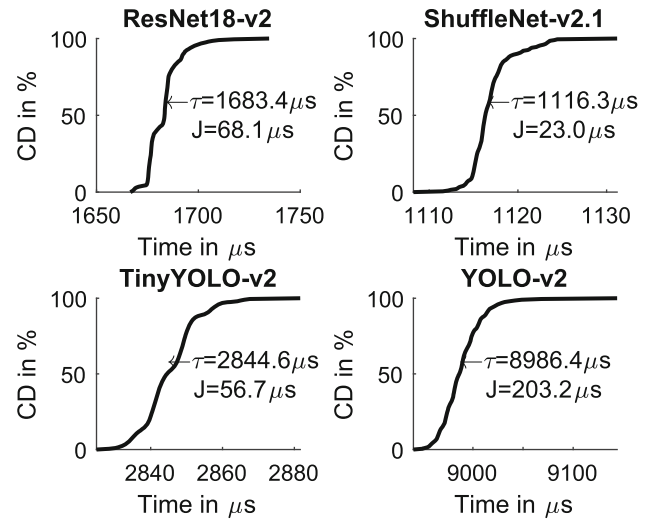 ResNet18-v2
100
50
0
CD in %
←τ=1683.4μs
J=68.1μs
1650 1700 1750
Time in μs
ShuffleNet-v2.1
100
50
0
CD in %
←τ=1116.3μs
J=23.0μs
1110 1120 1130
Time in μs
TinyYOLO-v2
100
50
0
CD in %
←τ=2844.6μs
J=56.7μs
2840 2860 2880
Time in μs
YOLO-v2
100
50
0
CD in %
←τ=8986.4μs
J=203.2μs
9000 9100
Time in μs